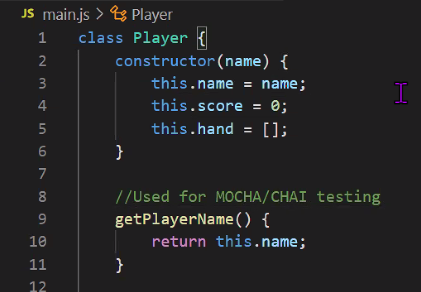 JS main.js > Player
1 class Player {
2 constructor(name) {
3 this.name = name;
4 this.score = 0;
5 this.hand = [];
6 }
7
8 //Used for MOCHA/CHAI testing
9 getPlayerName() {
10 return this.name;
11 }
12